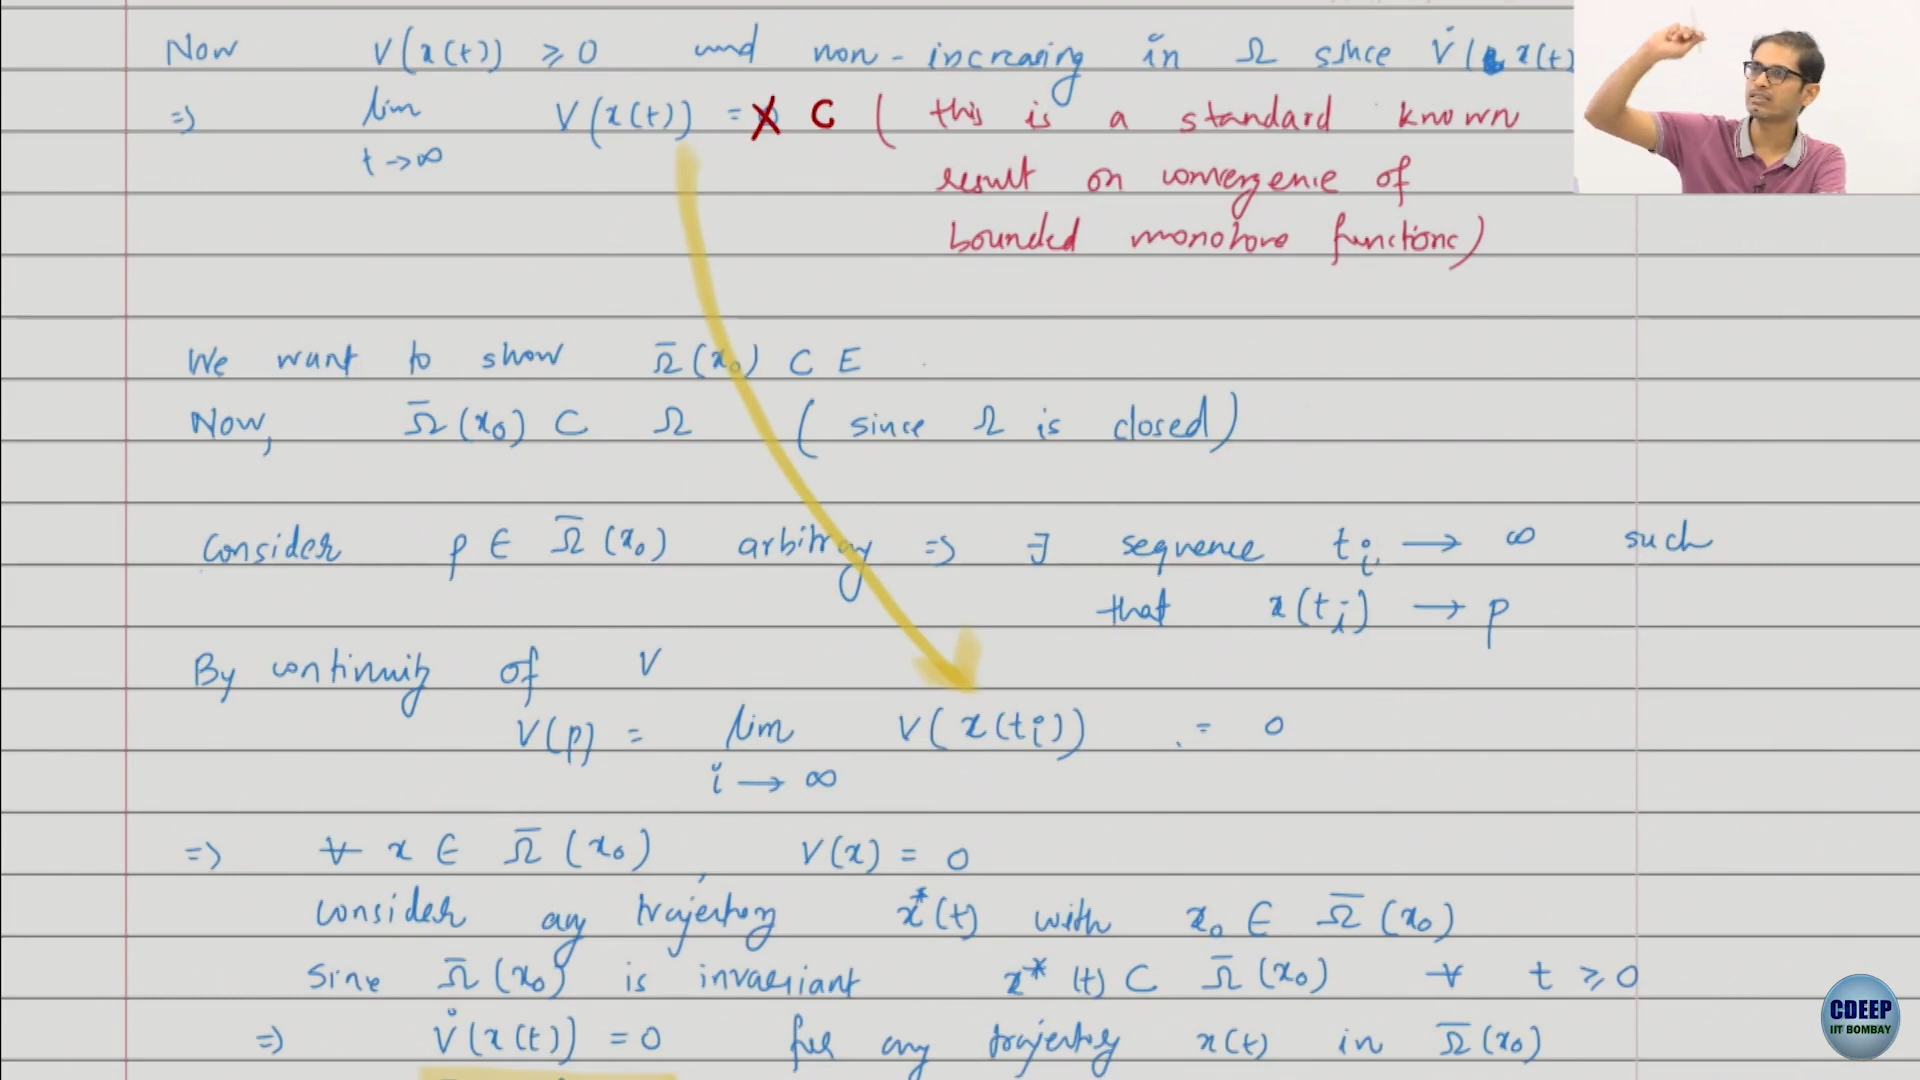 Now V(x(t)) ≥ 0 and non-increasing in Ω since V̇(x(t)
⇒ lim t→∞ V(x(t)) = C (this is a standard known
result on convergenie of
bounded monotone functions)
We want to show Ω̄(x₀) ⊂ E
Now, Ω̄(x₀) ⊂ Ω (since Ω is closed)
Consider p ∈ Ω̄(x₀) arbitray ⇒ ∃ sequence tᵢ → ∞ such
that x(tᵢ) → p
By continuity of V
V(p) = lim i→∞ V(x(tᵢ)) = 0
⇒ ∀ x ∈ Ω̄(x₀), V(x) = 0
consider any trajectory x*(t) with x₀ ∈ Ω̄(x₀)
Sine Ω̄(x₀) is invariant x*(t) ⊂ Ω̄(x₀) ∀ t ≥ 0
⇒ V̇(x(t)) = 0 for any trajectory x(t) in Ω̄(x₀)
CDEEP
IIT BOMBAY